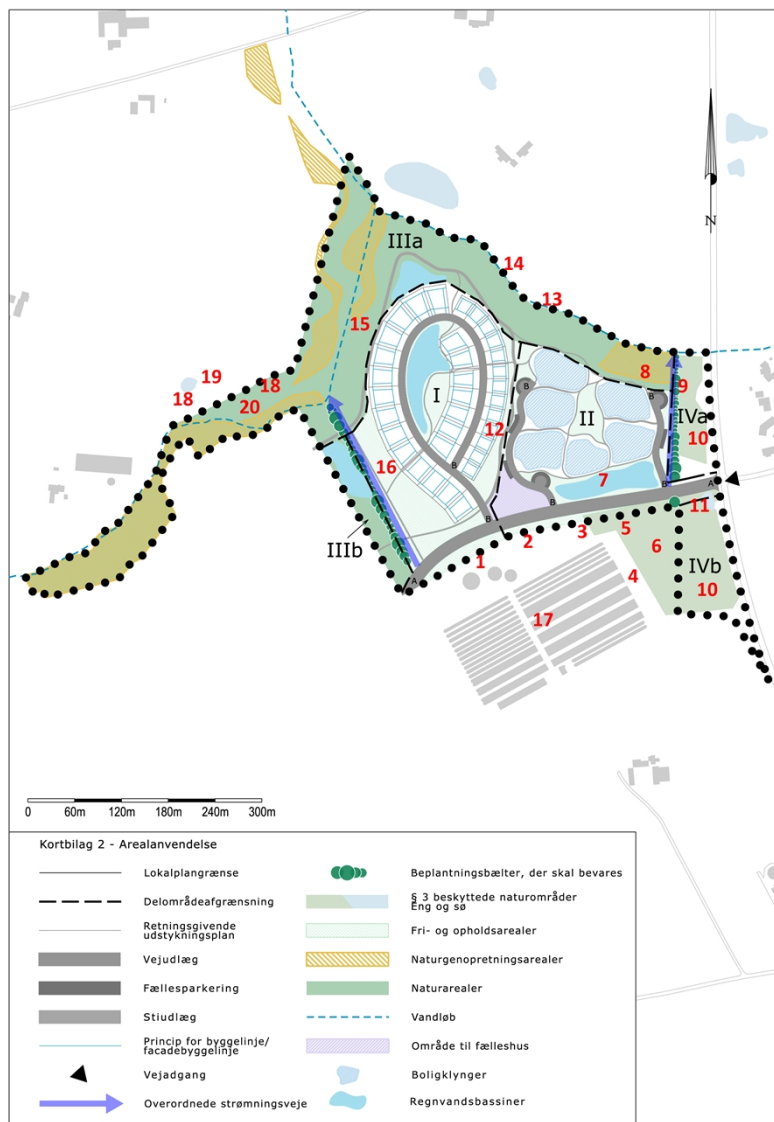 N
IIIa
14
13
15
19
18
18
20
8
9
I
B
B
II
IVa
12
10
16
7
B
B
A
B
B
11
IIIb
2
3
5
1
6
IVb
A
4
10
17
0 60m 120m 180m 240m 300m
Kortbilag 2 - Arealanvendelse
Lokalplangrænse
Delområdeafgrænsning
Retningsgivende
udstykningsplan
Vejudlæg
Fællesparkering
Stiudlæg
Princip for byggelinje/
facadebyggelinje
Vejadgang
Overordnede strømningsveje
Beplantningsbælter, der skal bevares
§ 3 beskyttede naturområder
Eng og sø
Fri- og opholdsarealer
Naturgenopretningsarealer
Naturarealer
Vandløb
Område til fælleshus
Boligklynger
Regnvandsbassiner